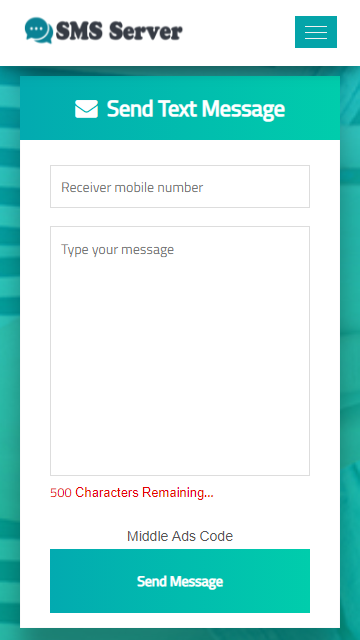 SMS Server
Send Text Message
Receiver mobile number
Type your message
500 Characters Remaining...
Middle Ads Code
Send Message